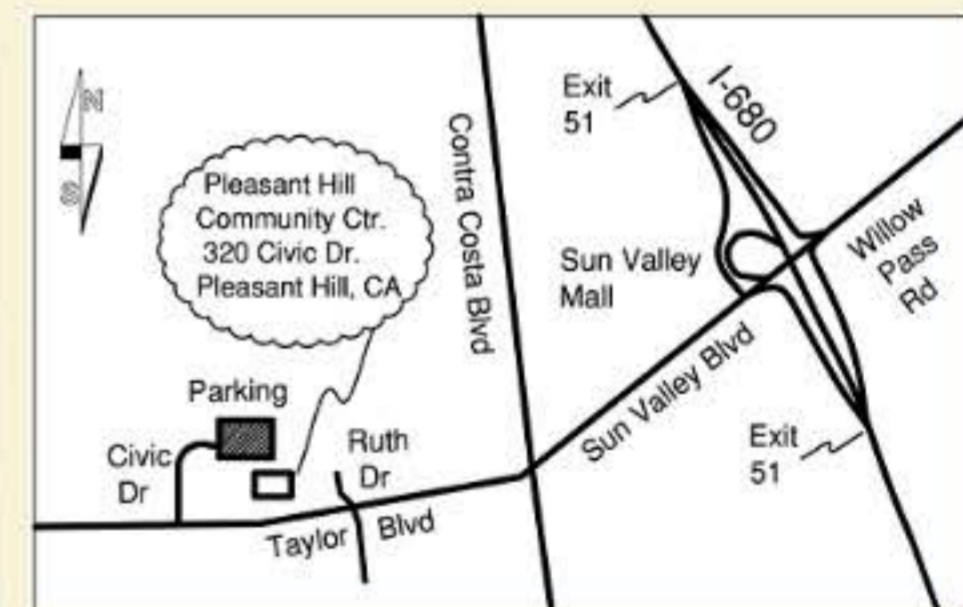 N
S
Exit
51
I-680
Contra Costa Blvd
Pleasant Hill
Community Ctr.
320 Civic Dr.
Pleasant Hill, CA
Willow
Pass
Rd
Sun Valley
Mall
Sun Valley Blvd
Parking
Civic
Dr
Ruth
Dr
Exit
51
Taylor Blvd